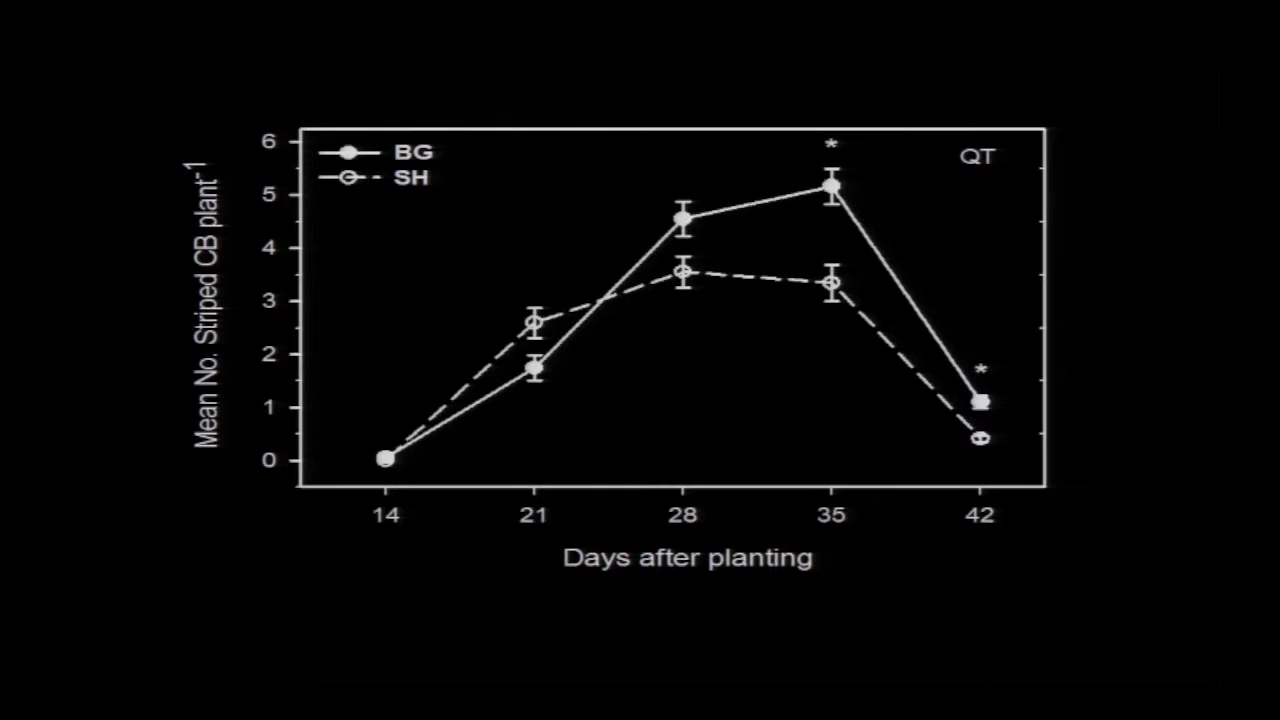 BG
SH
QT
*
*
6
5
4
3
2
1
0
Mean No. Striped CB plant-1
14 21 28 35 42
Days after planting